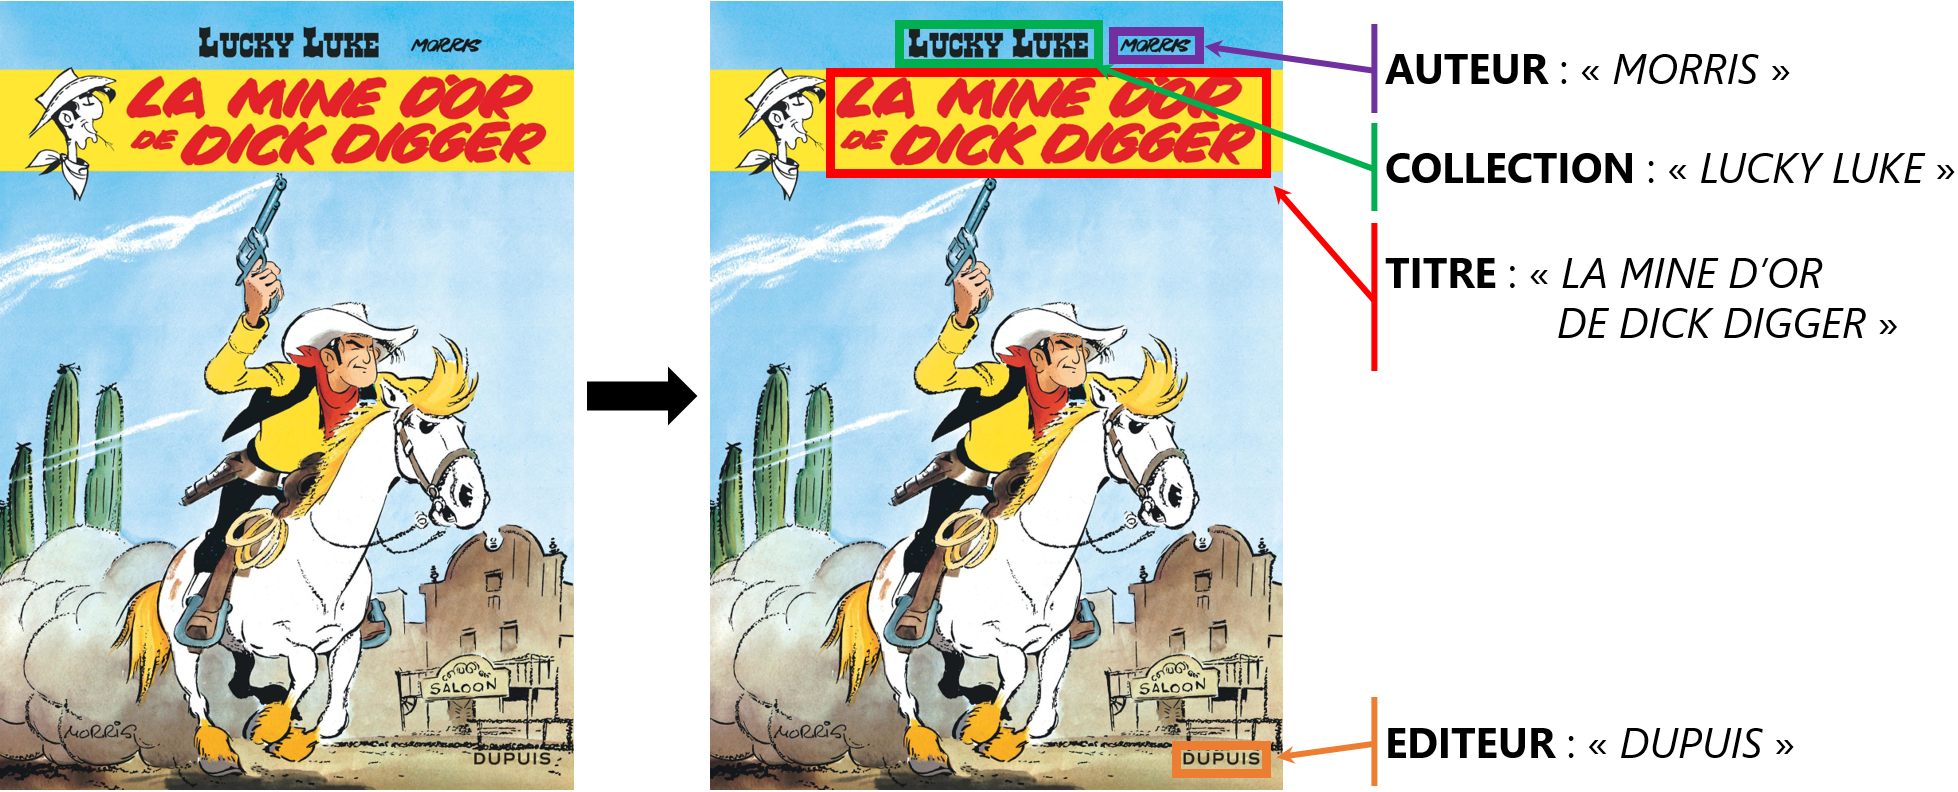 LUCKY LUKE MORRIS
LA MINE D'OR
DE DICK DIGGER
SALOON
MORRIS
DUPUIS
LUCKY LUKE MORRIS
LA MINE D'OR
DE DICK DIGGER
SALOON
MORRIS
DUPUIS
AUTEUR : « MORRIS »
COLLECTION : « LUCKY LUKE »
TITRE : « LA MINE D’OR
DE DICK DIGGER »
EDITEUR : « DUPUIS »